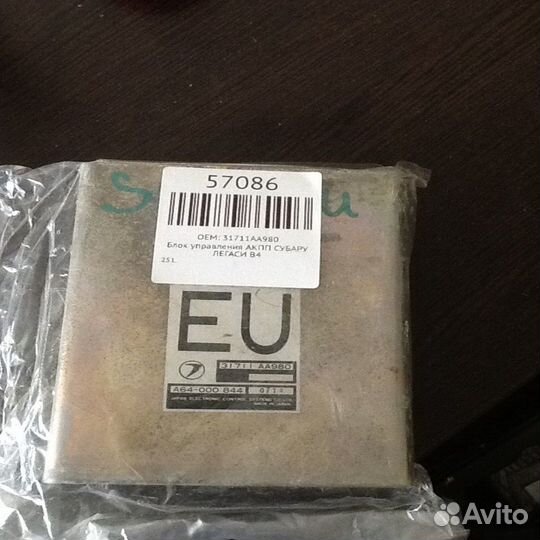 57086
OEM: 31711AA980
Блок управления АКПП СУБАРУ
ЛЕГАСИ B4
251.
EU
31711 AA980
A64-000 844
JAPAN ELECTRONIC CONTROL SYSTEMS CO.,LTD.
MADE IN JAPAN
Avito